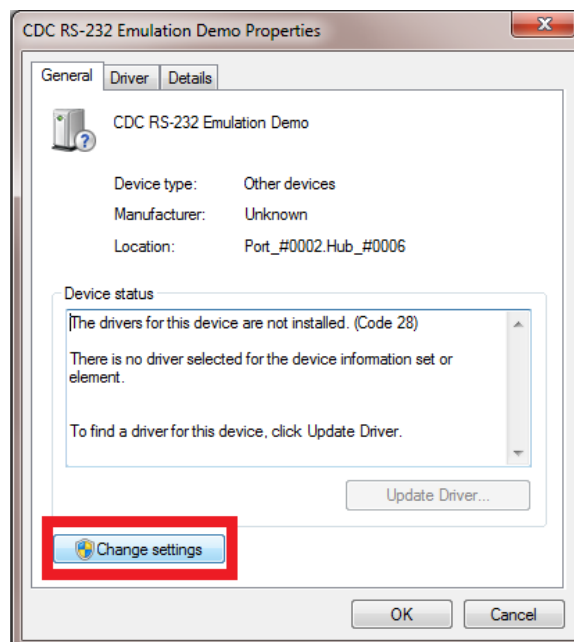 CDC RS-232 Emulation Demo Properties
General Driver Details
CDC RS-232 Emulation Demo
Device type: Other devices
Manufacturer: Unknown
Location: Port_#0002.Hub_#0006
Device status
The drivers for this device are not installed. (Code 28)
There is no driver selected for the device information set or
element.
To find a driver for this device, click Update Driver.
Update Driver...
Change settings
OK Cancel